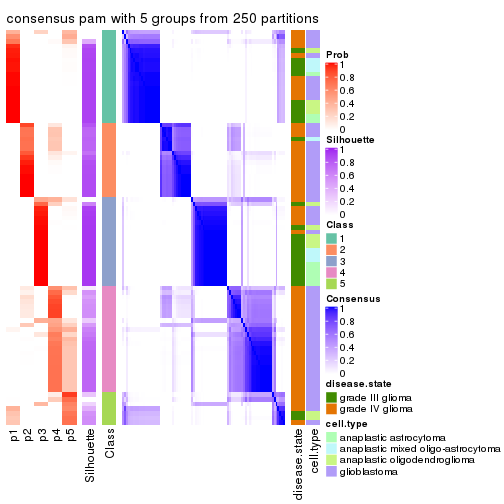 consensus pam with 5 groups from 250 partitions
Prob
1
0.8
0.6
0.4
0.2
0
Silhouette
1
0.8
0.6
0.4
0.2
0
Class
1
2
3
4
5
Consensus
1
0.8
0.6
0.4
0.2
0
disease.state
grade III glioma
grade IV glioma
cell.type
anaplastic astrocytoma
anaplastic mixed oligo-astrocytoma
anaplastic oligodendroglioma
glioblastoma
p1
p2
p3
p4
p5
Silhouette
Class
disease.state
cell.type